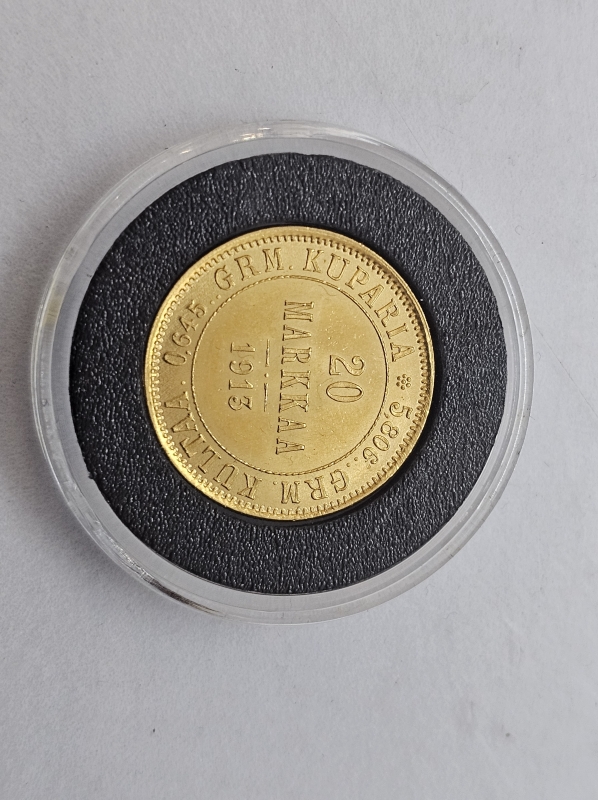 20
MARKKAA
1913
5,806.. GRM. KULTAA. 0,645.. GRM. KUPARIA